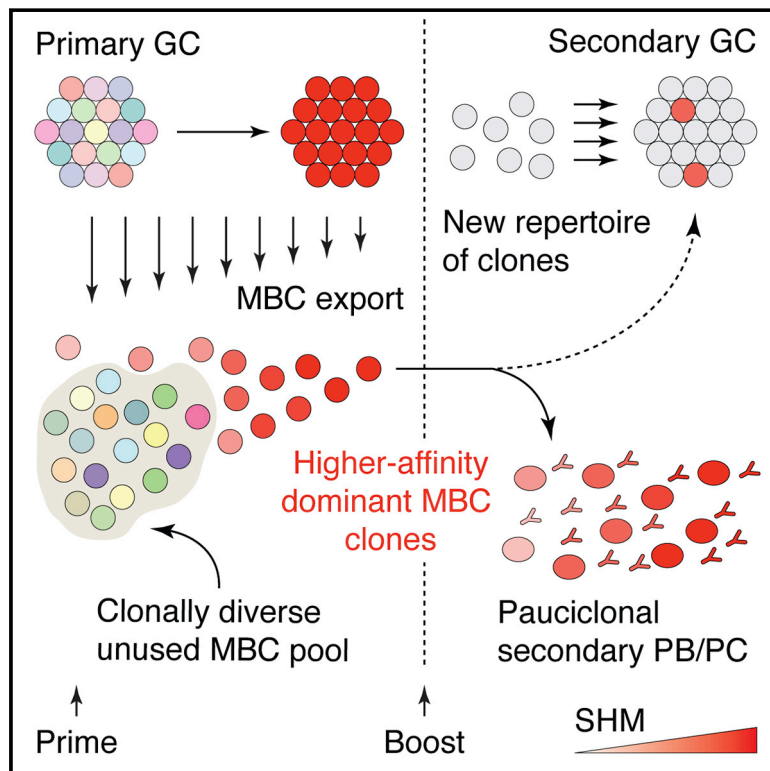 Primary GC
Secondary GC
MBC export
New repertoire
of clones
Higher-affinity
dominant MBC
clones
Clonally diverse
unused MBC pool
Pauciclonal
secondary PB/PC
Prime
Boost
SHM